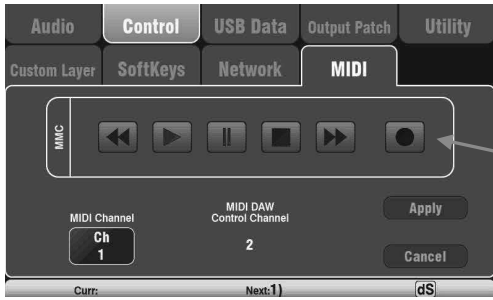 Audio Control USB Data Output Patch Utility
Custom Layer SoftKeys Network MIDI
MMC
MIDI Channel
Ch
1
MIDI DAW
Control Channel
2
Apply
Cancel
Curr: Next:1) dS